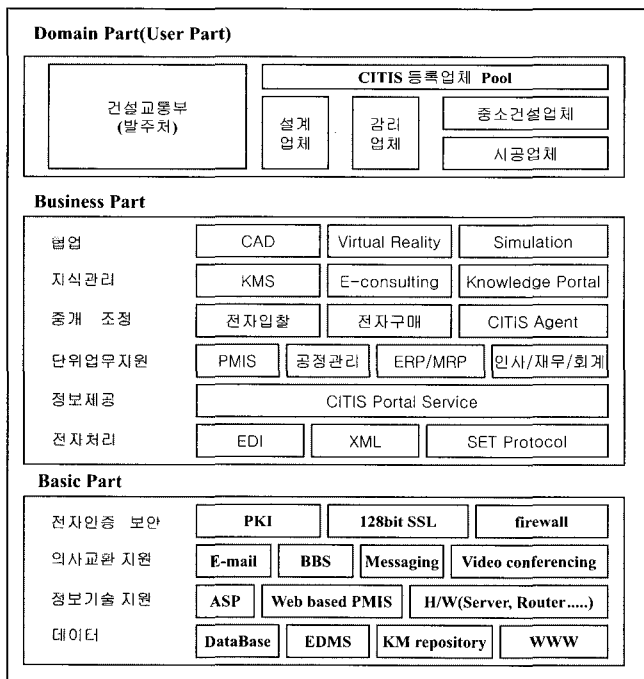 Domain Part(User Part)
건설교통부
(발주처)
CITIS 등록업체 Pool
설계
업체
감리
업체
중소건설업체
시공업체
Business Part
협업 CAD Virtual Reality Simulation
지식관리 KMS E-consulting Knowledge Portal
중개 조정 전자입찰 전자구매 CITiS Agent
단위업무지원 PMIS 공정관리 ERP/MRP 인사/재무/회계
정보제공 CITIS Portal Service
전자처리 EDI XML SET Protocol
Basic Part
전자인증 보안 PKI 128bit SSL firewall
의사교환 지원 E-mail BBS Messaging Video conferencing
정보기술 지원 ASP Web based PMIS H/W(Server, Router.....)
데이터 DataBase EDMS KM repository WWW